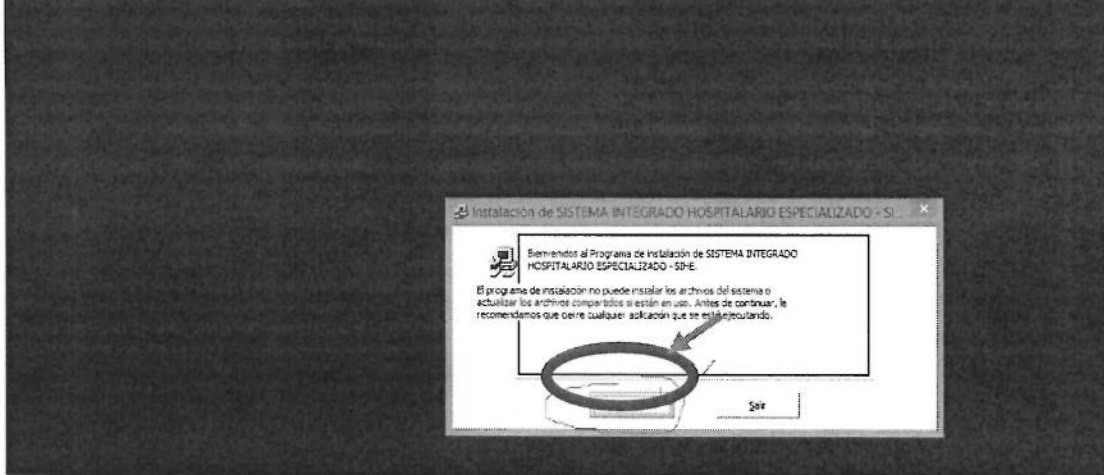 Instalación de SISTEMA INTEGRADO HOSPITALARIO ESPECIALIZADO - SI...
Bienvenidos al Programa de instalación de SISTEMA INTEGRADO
HOSPITALARIO ESPECIALIZADO - SIHE.
El programa de instalación no puede instalar los archivos del sistema o
actualizar los archivos compartidos si están en uso. Antes de continuar, le
recomendamos que cierre cualquier aplicación que se esté ejecutando.
Salir